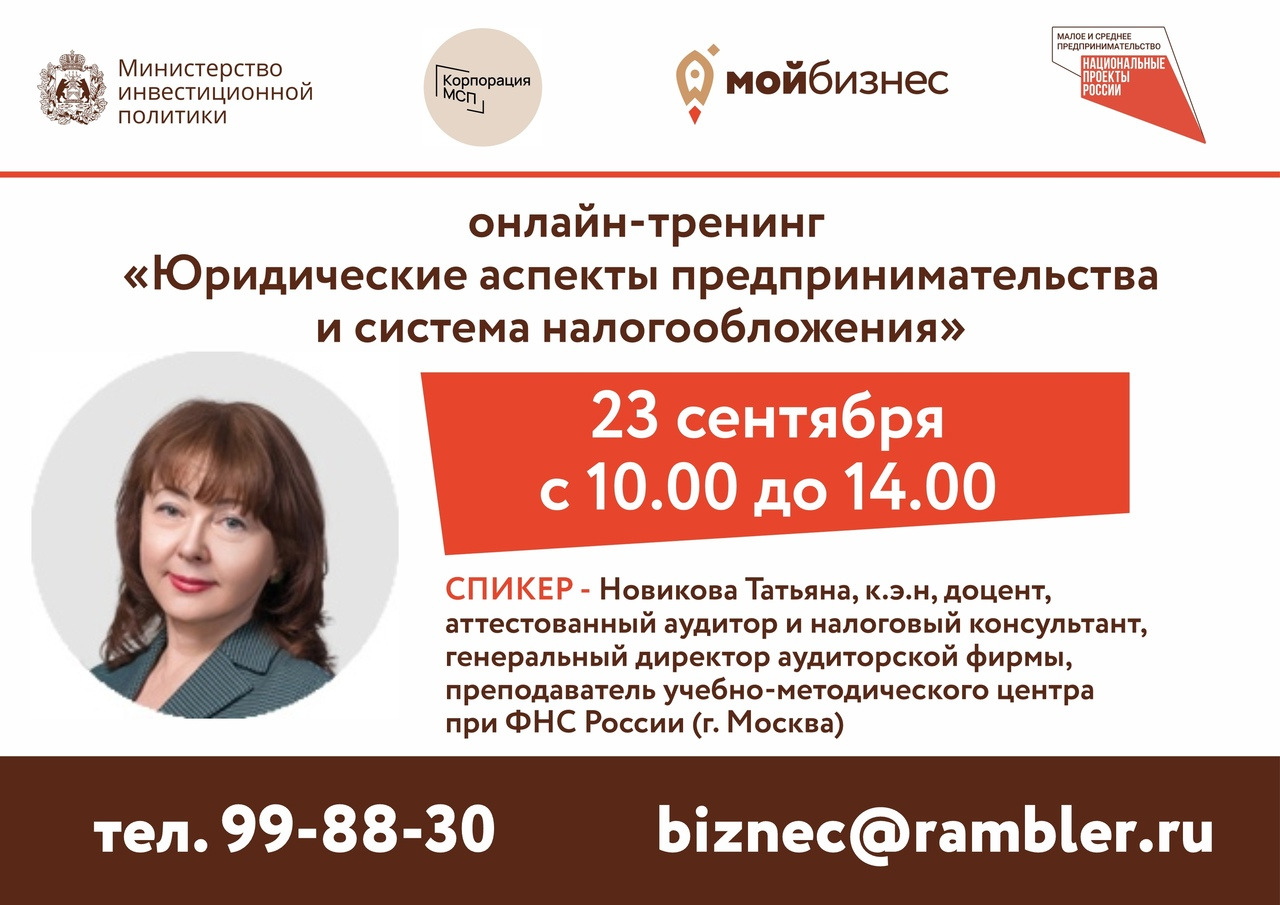 Министерство
инвестиционной
политики
Корпорация
МСП
мойбизнес
МАЛОЕ И СРЕДНЕЕ
ПРЕДПРИНИМАТЕЛЬСТВО
НАЦИОНАЛЬНЫЕ
ПРОЕКТЫ
РОССИИ
онлайн-тренинг
«Юридические аспекты предпринимательства
и система налогообложения»
23 сентября
с 10.00 до 14.00
СПИКЕР - Новикова Татьяна, к.э.н, доцент,
аттестованный аудитор и налоговый консультант,
генеральный директор аудиторской фирмы,
преподаватель учебно-методического центра
при ФНС России (г. Москва)
тел. 99-88-30
biznec@rambler.ru